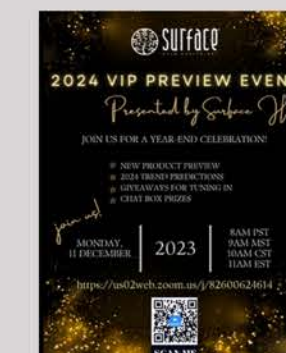 surface
2024 VIP PREVIEW EVEN
Presented by Surface H
JOIN US FOR A YEAR-END CELEBRATION!
NEW PRODUCT PREVIEW
2024 TREND PREDICTIONS
GIVEAWAYS FOR TUNING IN
CHAT BOX PRIZES
join us!
MONDAY,
11 DECEMBER
2023
8AM PST
9AM MST
10AM CST
11AM EST
https://us02web.zoom.us/j/82600624614
SCAN ME